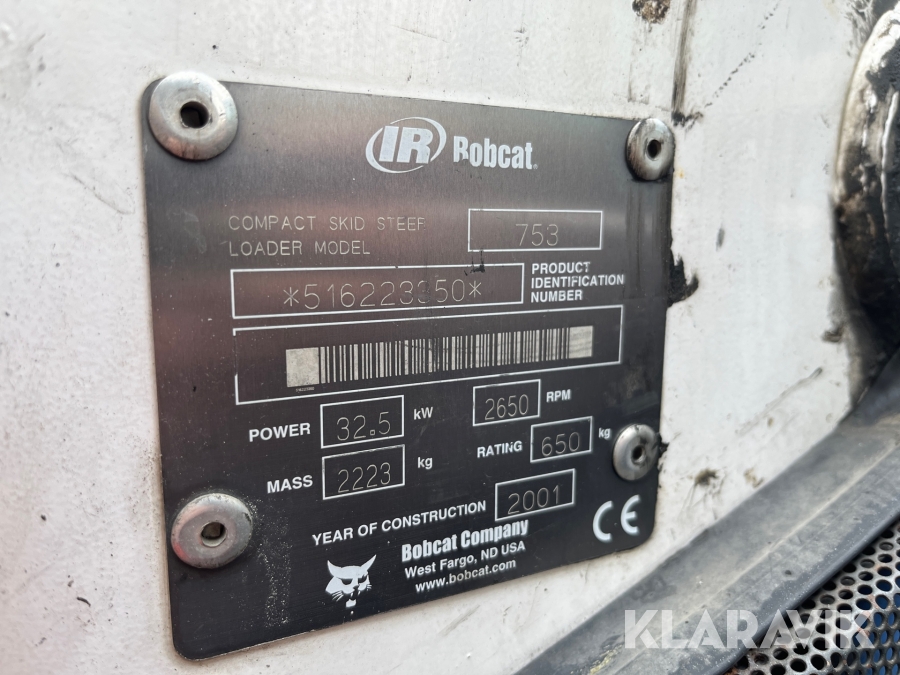 IR Bobcat®
COMPACT SKID STEER
LOADER MODEL
753
*516223350*
PRODUCT
IDENTIFICATION
NUMBER
POWER 32.5 kW 2650 RPM
MASS 2223 kg RATING 650 kg
YEAR OF CONSTRUCTION 2001
CE
Bobcat Company
West Fargo, ND USA
www.bobcat.com
KLARAVIK